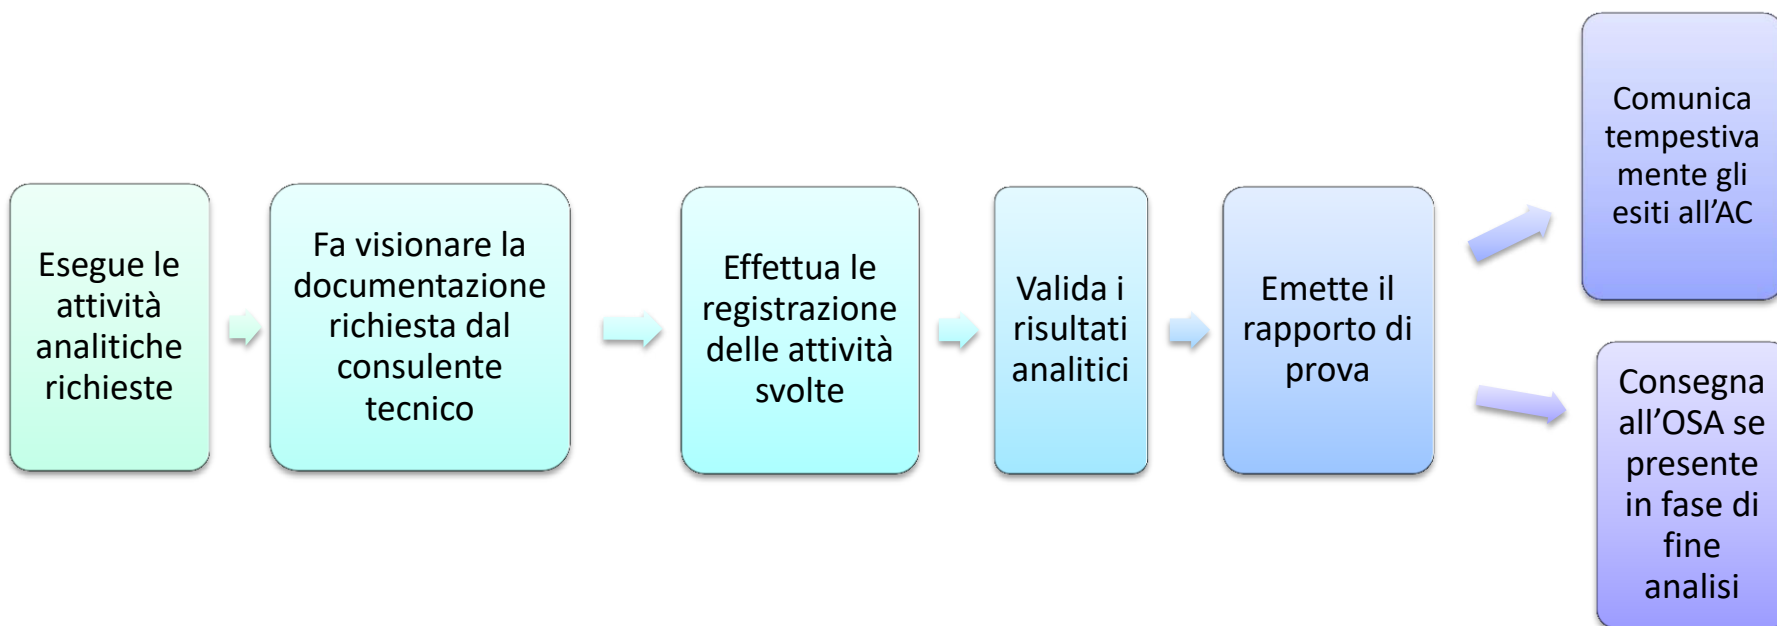 Esegue le
attività
analitiche
richieste
Fa visionare la
documentazione
richiesta dal
consulente
tecnico
Effettua le
registrazione
delle attività
svolte
Valida i
risultati
analitici
Emette il
rapporto di
prova
Comunica
tempestiva
mente gli
esiti all’AC
Consegna
all’OSA se
presente
in fase di
fine
analisi